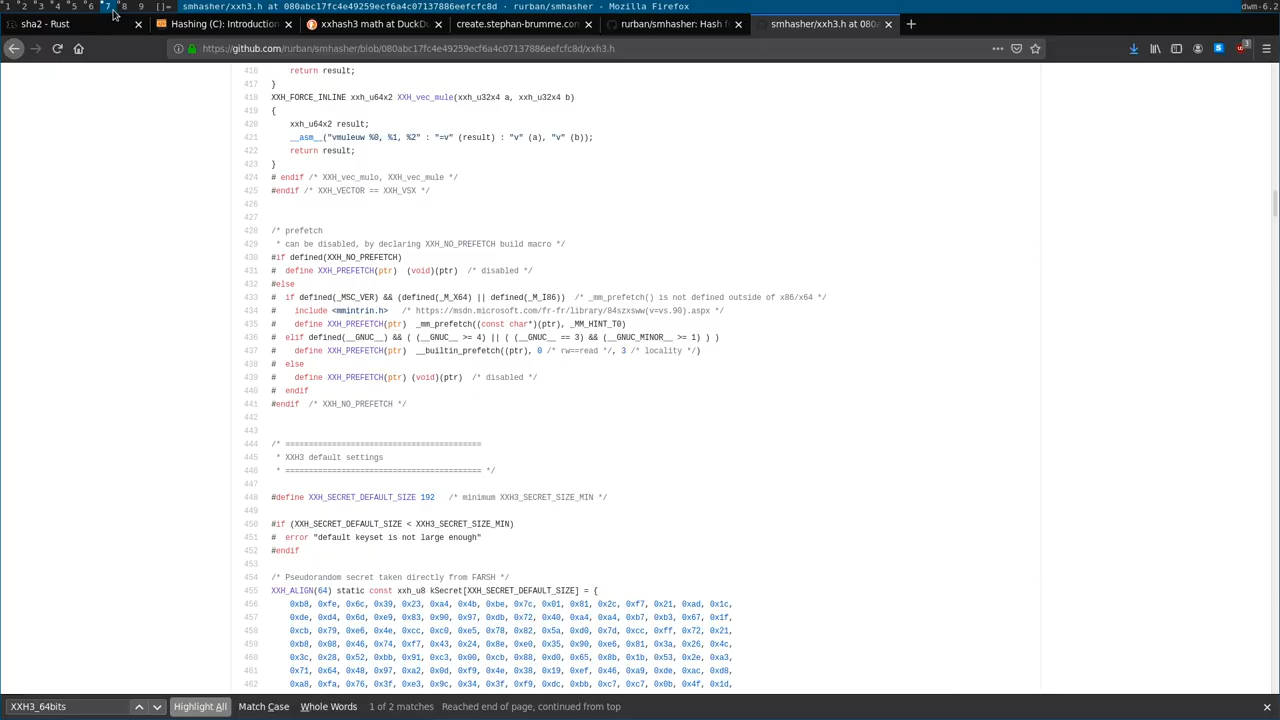 1 2 3 4 5 6 7 8 9 []= smhasher/xxh3.h at 080abc17fc4e49259ecf6a4c07137886eefcfc8d · rurban/smhasher - Mozilla Firefox dwm-6.2
sha2 - Rust Hashing (C): Introduction xxhash3 math at DuckDu create.stephan-brumme.com rurban/smhasher: Hash f smhasher/xxh3.h at 080a
https://github.com/rurban/smhasher/blob/080abc17fc4e49259ecf6a4c07137886eefcfc8d/xxh3.h
416 return result;
417 }
418 XXH_FORCE_INLINE xxh_u64x2 XXH_vec_mule(xxh_u32x4 a, xxh_u32x4 b)
419 {
420 xxh_u64x2 result;
421 __asm__("vmuleuw %0, %1, %2" : "=v" (result) : "v" (a), "v" (b));
422 return result;
423 }
424 # endif /* XXH_vec_mulo, XXH_vec_mule */
425 #endif /* XXH_VECTOR == XXH_VSX */
426
427
428 /* prefetch
429 * can be disabled, by declaring XXH_NO_PREFETCH build macro */
430 #if defined(XXH_NO_PREFETCH)
431 # define XXH_PREFETCH(ptr) (void)(ptr) /* disabled */
432 #else
433 # if defined(_MSC_VER) && (defined(_M_X64) || defined(_M_I86)) /* _mm_prefetch() is not defined outside of x86/x64 */
434 # include <mmintrin.h> /* https://msdn.microsoft.com/fr-fr/library/84szxsww(v=vs.90).aspx */
435 # define XXH_PREFETCH(ptr) _mm_prefetch((const char*)(ptr), _MM_HINT_T0)
436 # elif defined(__GNUC__) && ( (__GNUC__ >= 4) || ( (__GNUC__ == 3) && (__GNUC_MINOR__ >= 1) ) )
437 # define XXH_PREFETCH(ptr) __builtin_prefetch((ptr), 0 /* rw==read */, 3 /* locality */)
438 # else
439 # define XXH_PREFETCH(ptr) (void)(ptr) /* disabled */
440 # endif
441 #endif /* XXH_NO_PREFETCH */
442
443
444 /* ==========================================
445 * XXH3 default settings
446 * ========================================== */
447
448 #define XXH_SECRET_DEFAULT_SIZE 192 /* minimum XXH3_SECRET_SIZE_MIN */
449
450 #if (XXH_SECRET_DEFAULT_SIZE < XXH3_SECRET_SIZE_MIN)
451 # error "default keyset is not large enough"
452 #endif
453
454 /* Pseudorandom secret taken directly from FARSH */
455 XXH_ALIGN(64) static const xxh_u8 kSecret[XXH_SECRET_DEFAULT_SIZE] = {
456 0xb8, 0xfe, 0x6c, 0x39, 0x23, 0xa4, 0x4b, 0xbe, 0x7c, 0x01, 0x81, 0x2c, 0xf7, 0x21, 0xad, 0x1c,
457 0xde, 0xd4, 0x6d, 0xe9, 0x83, 0x90, 0x97, 0xdb, 0x72, 0x40, 0xa4, 0xa4, 0xb7, 0xb3, 0x67, 0x1f,
458 0xcb, 0x79, 0xe6, 0x4e, 0xcc, 0xc0, 0xe5, 0x78, 0x82, 0x5a, 0xd0, 0x7d, 0xcc, 0xff, 0x72, 0x21,
459 0xb8, 0x08, 0x46, 0x74, 0xf7, 0x43, 0x24, 0x8e, 0xe0, 0x35, 0x90, 0xe6, 0x81, 0x3a, 0x26, 0x4c,
460 0x3c, 0x28, 0x52, 0xbb, 0x91, 0xc3, 0x00, 0xcb, 0x88, 0xd0, 0x65, 0x8b, 0x53, 0x2e, 0xa3,
461 0x71, 0x64, 0x48, 0x97, 0xa2, 0x0d, 0xf9, 0x4e, 0x38, 0x19, 0xef, 0x46, 0xa9, 0xde, 0xac, 0xd8,
462 0xa8, 0xfa, 0x76, 0x3f, 0xe3, 0x9c, 0x34, 0x3f, 0xf9, 0xdc, 0xbb, 0xc7, 0xc7, 0x0b, 0x4f, 0x1d,
XXH3_64bits Highlight All Match Case Whole Words 1 of 2 matches Reached end of page, continued from top